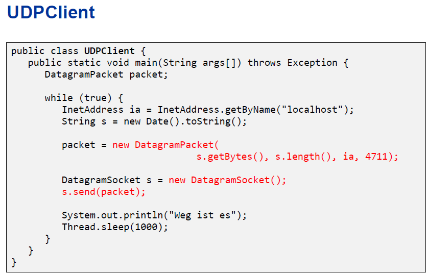 UDPClient
public class UDPClient {
public static void main(String args[]) throws Exception {
DatagramPacket packet;
while (true) {
InetAddress ia = InetAddress.getByName("localhost");
String s = new Date().toString();
packet = new DatagramPacket(
s.getBytes(), s.length(), ia, 4711);
DatagramSocket s = new DatagramSocket();
s.send(packet);
System.out.println("Weg ist es");
Thread.sleep(1000);
}
}
}